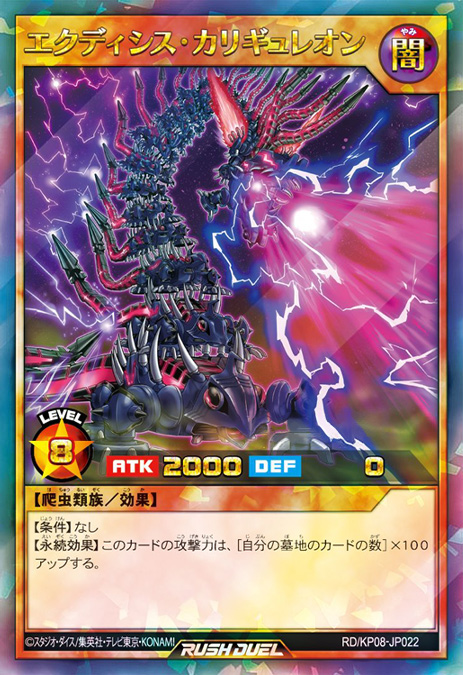 エクディシス・カリギュレオン
やみ
闇
LEVEL
8
ATK 2000 DEF 0
【爬虫類族／効果】
【条件】なし
【永続効果】このカードの攻撃力は、[自分の墓地のカードの数]×100
アップする。
©スタジオ・ダイス/集英社・テレビ東京・KONAMI RUSH DUEL RD/KP08-JP022